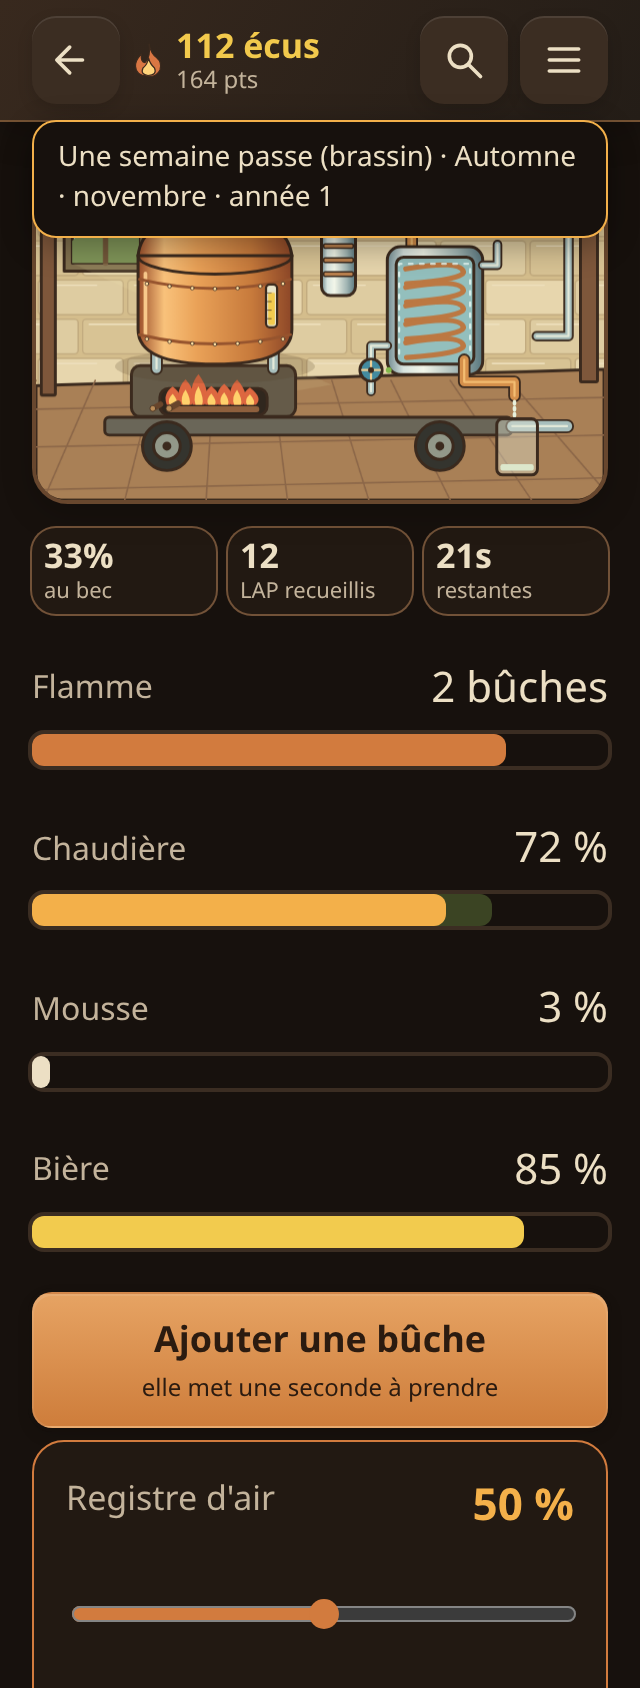 112 écus
164 pts
Une semaine passe (brassin) · Automne
· novembre · année 1
33%
au bec
12
LAP recueillis
21s
restantes
Flamme
2 bûches
Chaudière
72 %
Mousse
3 %
Bière
85 %
Ajouter une bûche
elle met une seconde à prendre
Registre d'air
50 %